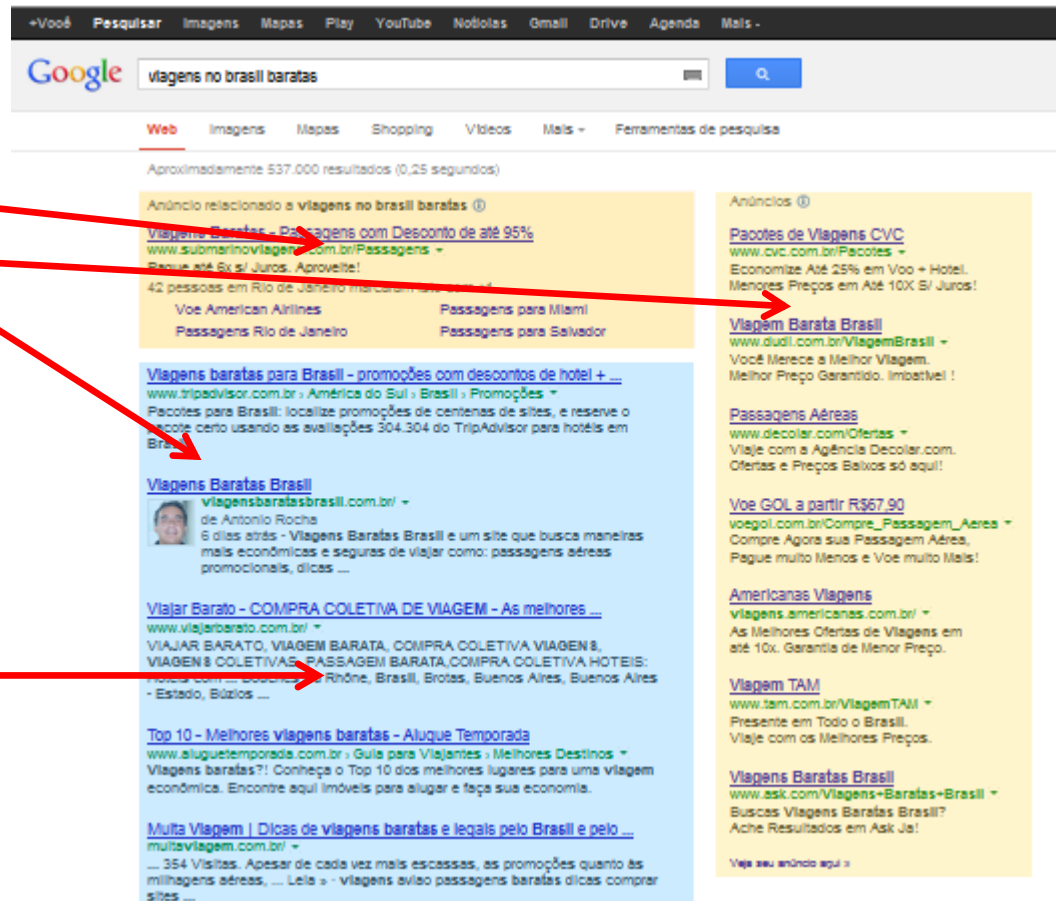 +Você Pesquisar Imagens Mapas Play YouTube Notícias Gmail Drive Agenda Mais
Google viagens no brasil baratas
Web Imagens Mapas Shopping Vídeos Mais Ferramentas de pesquisa
Aproximadamente 537.000 resultados (0,25 segundos)
Anúncio relacionado a viagens no brasil baratas
Viagens Baratas - Passagens com Desconto de até 95%
www.submarinoviagens.com.br/Passagens
Pague até 6x s/ Juros. Aproveite!
42 pessoas em Rio de Janeiro
Voe American Airlines Passagens para Miami
Passagens Rio de Janeiro Passagens para Salvador
Viagens baratas para Brasil - promoções com descontos de hotel + ...
www.tripadvisor.com.br › América do Sul › Brasil › Promoções
Pacotes para Brasil: localize promoções de centenas de sites, e reserve o
pacote certo usando as avaliações 304.304 do TripAdvisor para hotéis em
Viagens Baratas Brasil
viagensbaratasbrasil.com.br/
de Antonio Rocha
6 dias atrás - Viagens Baratas Brasil e um site que busca maneiras
mais econômicas e seguras de viajar como: passagens aéreas
promocionais, dicas ...
Viajar Barato - COMPRA COLETIVA DE VIAGEM - As melhores ...
www.viajarbarato.com.br/
VIAJAR BARATO, VIAGEM BARATA, COMPRA COLETIVA VIAGENS,
VIAGENS COLETIVAS, PASSAGEM BARATA,COMPRA COLETIVA HOTEIS:
Rhône, Brasil, Brotas, Buenos Aires, Buenos Aires
- Estado, Búzios ...
Top 10 - Melhores viagens baratas - Alugue Temporada
www.aluguetemporada.com.br › Guia para Viajantes › Melhores Destinos
Viagens baratas?! Conheça o Top 10 dos melhores lugares para uma viagem
econômica. Encontre aqui imóveis para alugar e faça sua economia.
Muita Viagem | Dicas de viagens baratas e legais pelo Brasil e pelo ...
muitaviagem.com.br/
... 354 Visitas. Apesar de cada vez mais escassas, as promoções quanto às
milhagens aéreas, ... Leia » - viagens aviao passagens baratas dicas comprar
sites ...
Anúncios
Pacotes de Viagens CVC
www.cvc.com.br/Pacotes
Economize Até 25% em Voo + Hotel.
Menores Preços em Até 10X S/ Juros!
Viagem Barata Brasil
www.dudi.com.br/ViagemBrasil
Você Merece a Melhor Viagem.
Melhor Preço Garantido. Imbatível !
Passagens Aéreas
www.decolar.com/Ofertas
Viaje com a Agência Decolar.com.
Ofertas e Preços Baixos só aqui!
Voe GOL a partir R$67,90
voegol.com.br/Compre_Passagem_Aerea
Compre Agora sua Passagem Aérea,
Pague muito Menos e Voe muito Mais!
Americanas Viagens
viagens.americanas.com.br/
As Melhores Ofertas de Viagens em
até 10x. Garantia de Menor Preço.
Viagem TAM
www.tam.com.br/ViagemTAM
Presente em Todo o Brasil.
Viaje com os Melhores Preços.
Viagens Baratas Brasil
www.ask.com/Viagens+Baratas+Brasil
Buscas Viagens Baratas Brasil?
Ache Resultados em Ask Ja!
Veja seu anúncio aqui »